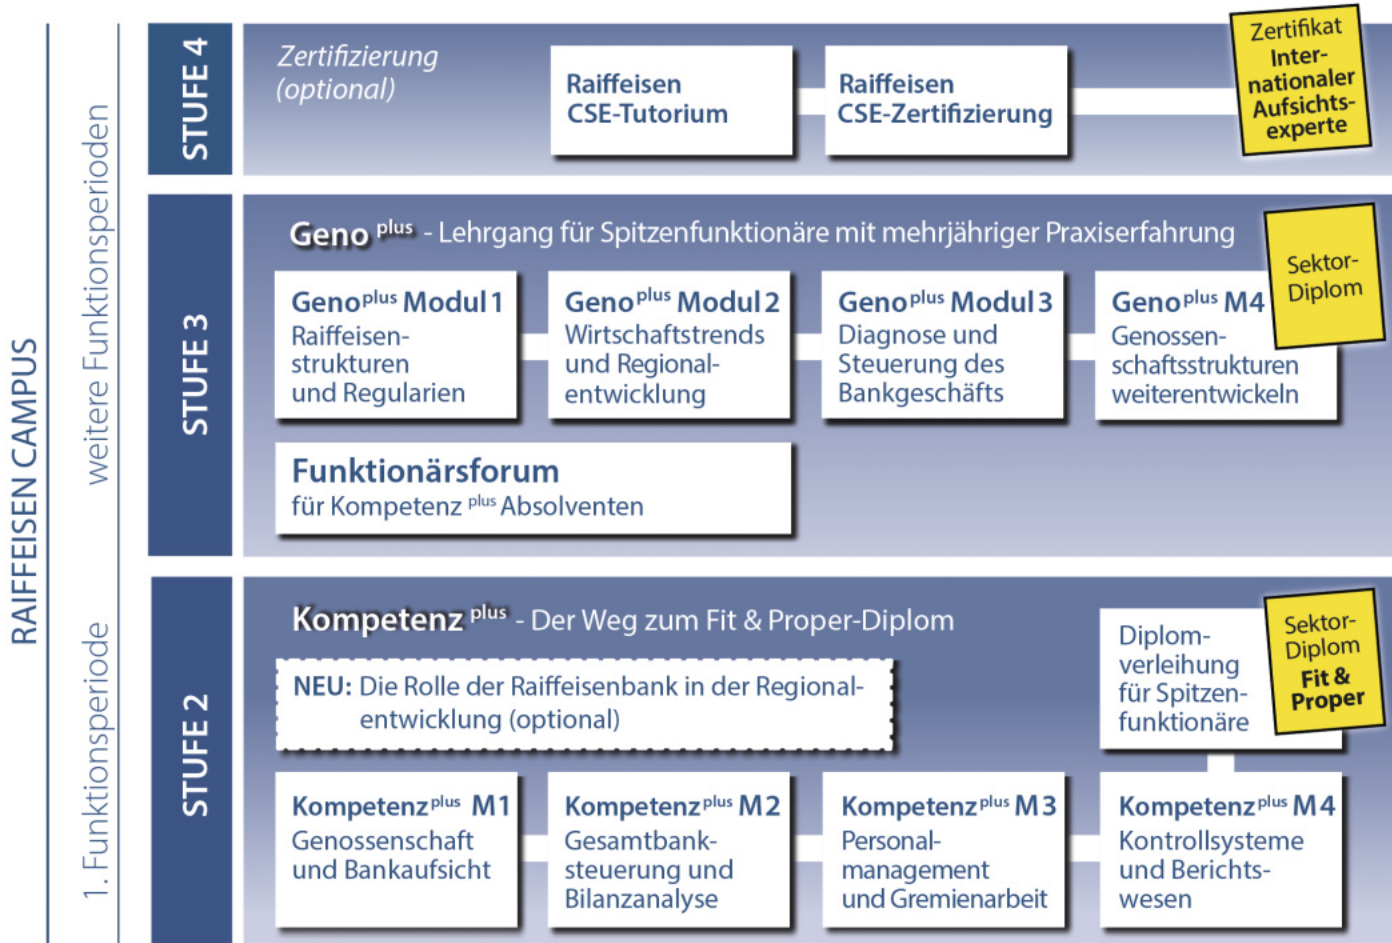 RAIFFEISEN CAMPUS
weitere Funktionsperioden
1. Funktionsperiode
STUFE 4
Zertifizierung
(optional)
Raiffeisen
CSE-Tutorium
Raiffeisen
CSE-Zertifizierung
Zertifikat
Inter-
nationaler
Aufsichts-
experte
STUFE 3
Geno plus - Lehrgang für Spitzenfunktionäre mit mehrjähriger Praxiserfahrung
Sektor-
Diplom
Geno plus Modul 1
Raiffeisen-
strukturen
und Regularien
Geno plus Modul 2
Wirtschaftstrends
und Regional-
entwicklung
Geno plus Modul 3
Diagnose und
Steuerung des
Bankgeschäfts
Geno plus M4
Genossen-
schaftsstrukturen
weiterentwickeln
Funktionärsforum
für Kompetenz plus Absolventen
STUFE 2
Kompetenz plus - Der Weg zum Fit & Proper-Diplom
NEU: Die Rolle der Raiffeisenbank in der Regional-
entwicklung (optional)
Diplom-
verleihung
für Spitzen-
funktionäre
Sektor-
Diplom
Fit &
Proper
Kompetenz plus M1
Genossenschaft
und Bankaufsicht
Kompetenz plus M2
Gesamtbank-
steuerung und
Bilanzanalyse
Kompetenz plus M3
Personal-
management
und Gremienarbeit
Kompetenz plus M4
Kontrollsysteme
und Berichts-
wesen